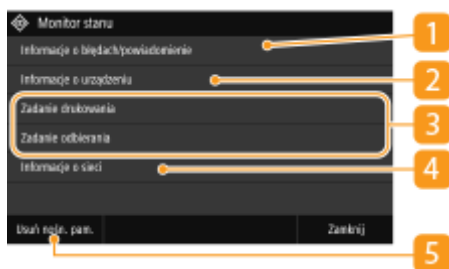 Monitor stanu
Informacje o błędach/powiadomienie
Informacje o urządzeniu
Zadanie drukowania
Zadanie odbierania
Informacje o sieci
Usuń nośn. pam.
Zamknij
1
2
3
4
5